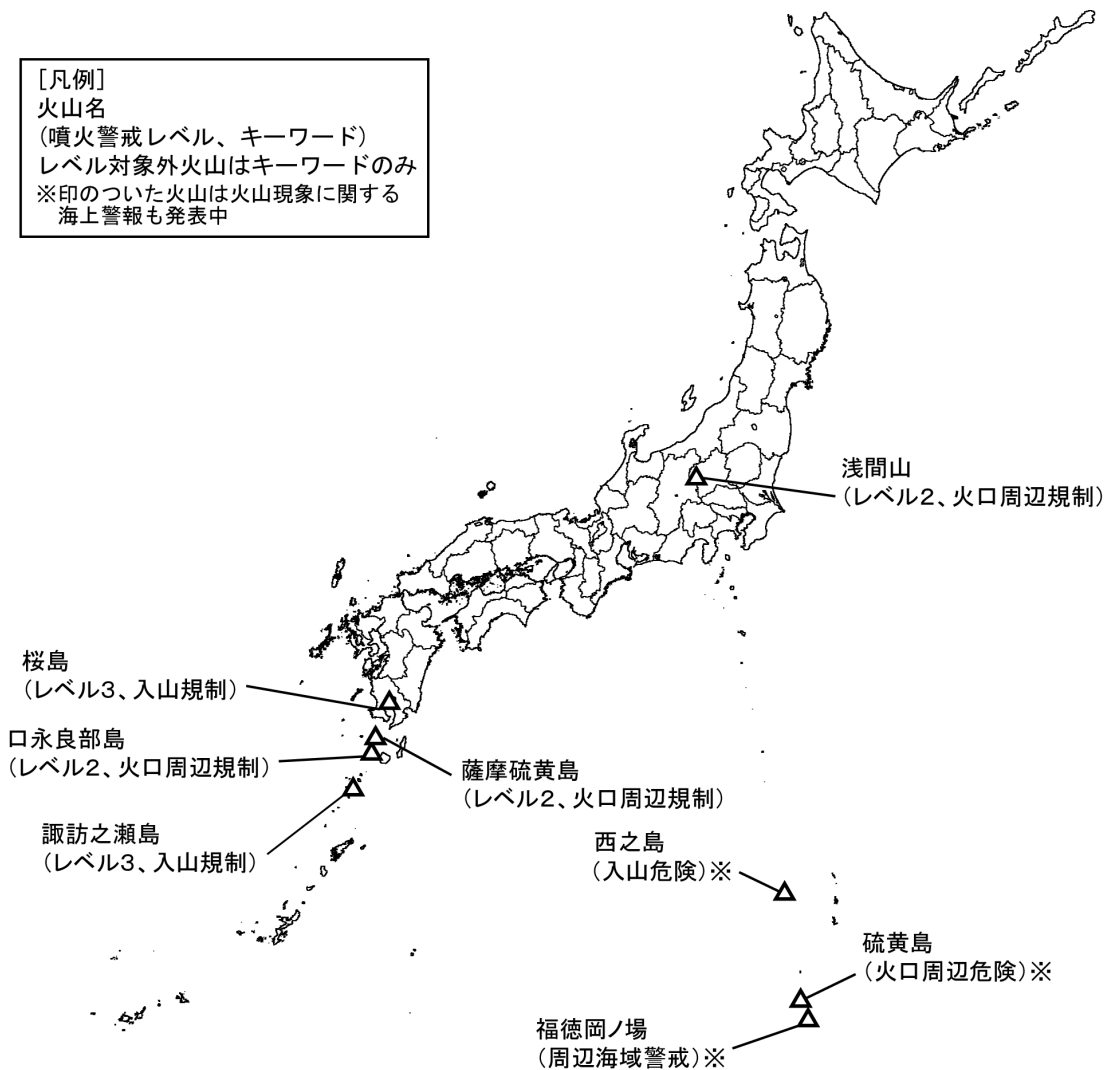 ［凡例］
火山名
（噴火警戒レベル、キーワード）
レベル対象外火山はキーワードのみ
※印のついた火山は火山現象に関する
海上警報も発表中
浅間山
（レベル２、火口周辺規制）
桜島
（レベル３、入山規制）
口永良部島
（レベル２、火口周辺規制）
薩摩硫黄島
（レベル２、火口周辺規制）
諏訪之瀬島
（レベル３、入山規制）
西之島
（入山危険）※
硫黄島
（火口周辺危険）※
福徳岡ノ場
（周辺海域警戒）※